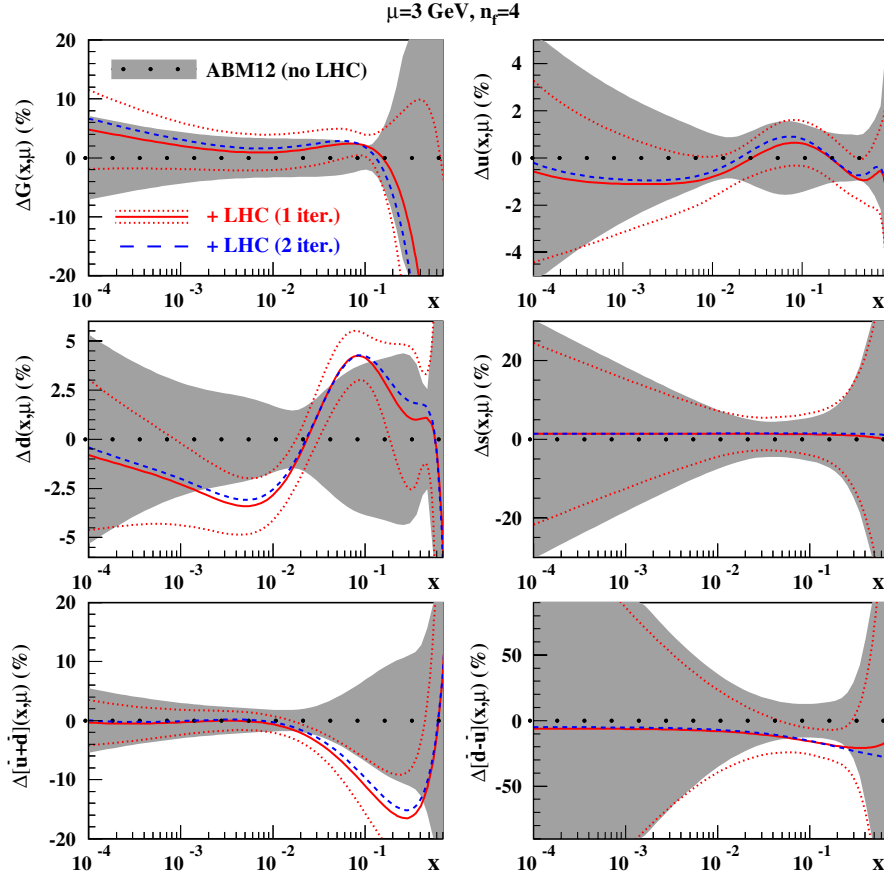 μ=3 GeV, n_f=4
ΔG(x,μ) (%)
20
10
0
-10
-20
ABM12 (no LHC)
+ LHC (1 iter.)
+ LHC (2 iter.)
10⁻⁴ 10⁻³ 10⁻² 10⁻¹ x
Δu(x,μ) (%)
4
2
0
-2
-4
10⁻⁴ 10⁻³ 10⁻² 10⁻¹ x
Δd(x,μ) (%)
5
2.5
0
-2.5
-5
10⁻⁴ 10⁻³ 10⁻² 10⁻¹ x
Δs(x,μ) (%)
20
0
-20
10⁻⁴ 10⁻³ 10⁻² 10⁻¹ x
Δ[ū+d̄](x,μ) (%)
20
10
0
-10
-20
10⁻⁴ 10⁻³ 10⁻² 10⁻¹ x
Δ[d̄-ū](x,μ) (%)
50
0
-50
10⁻⁴ 10⁻³ 10⁻² 10⁻¹ x